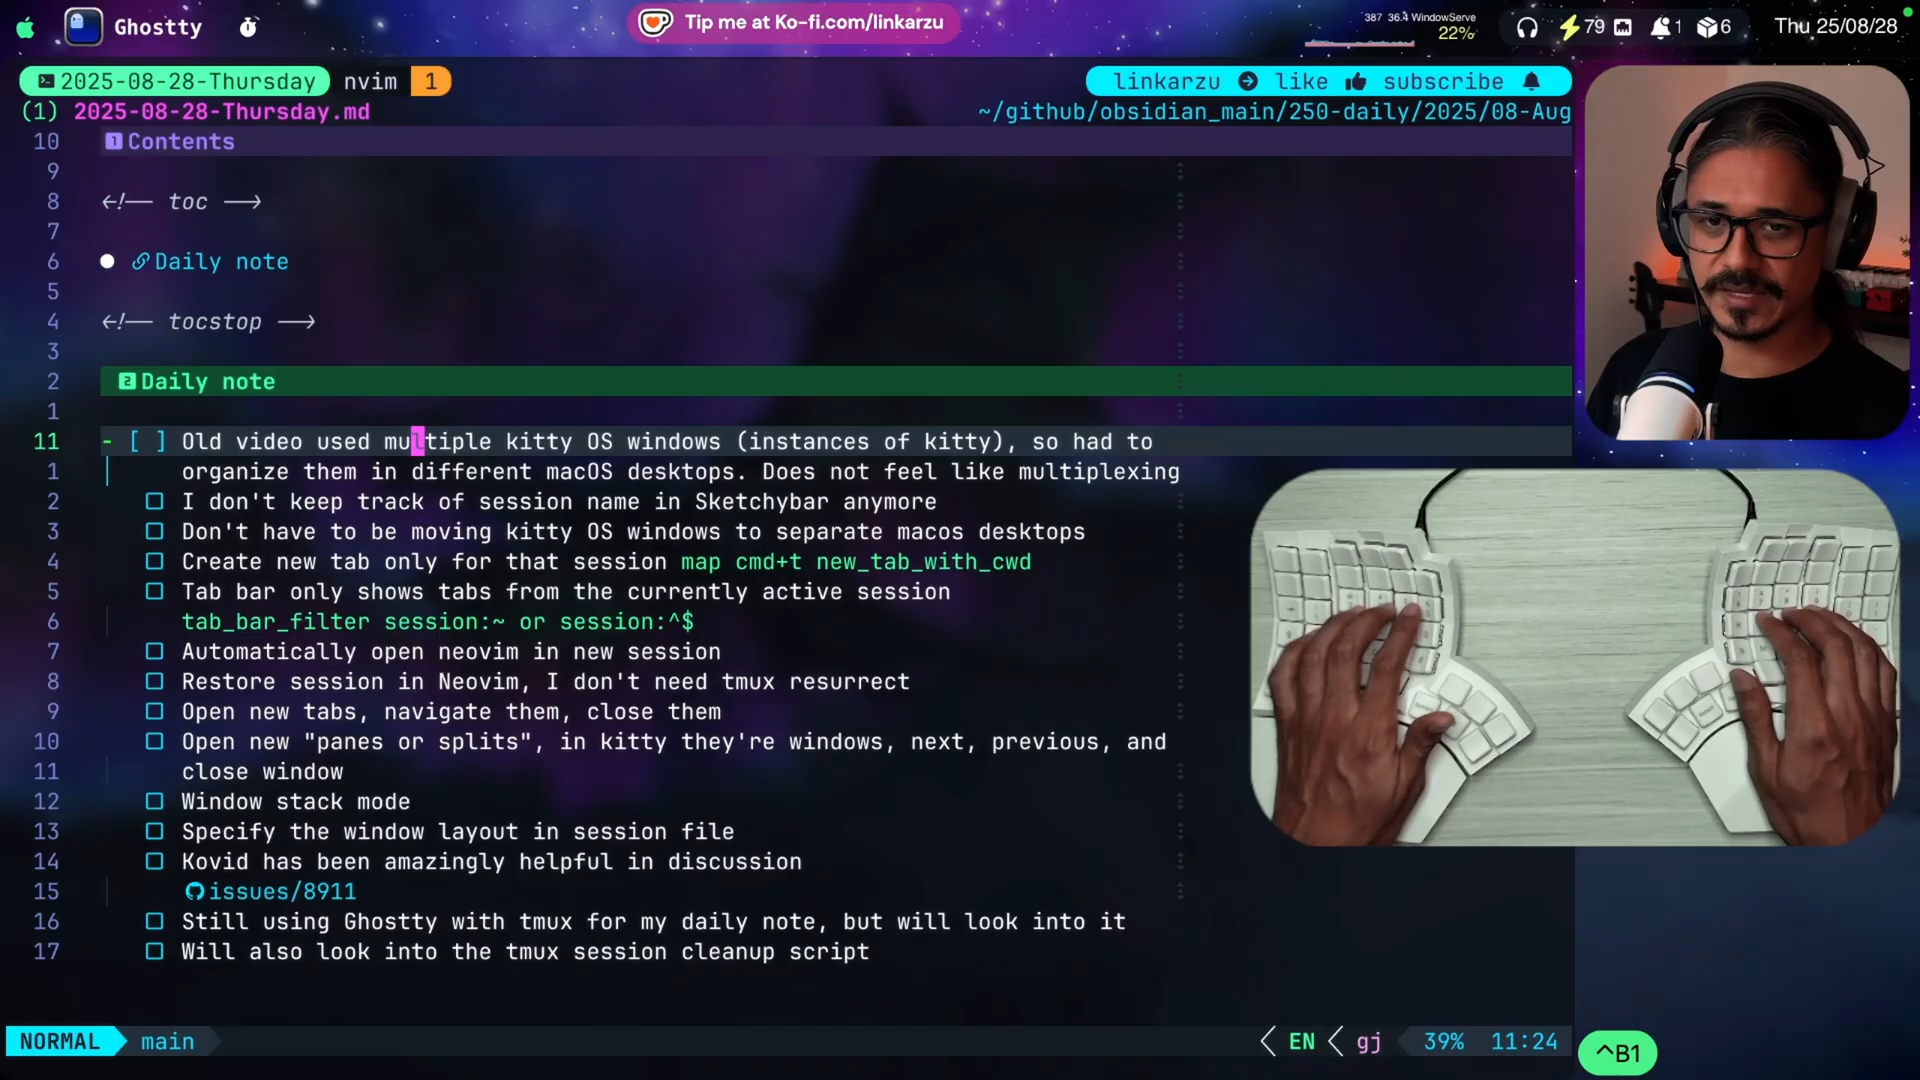 Ghostty
Tip me at Ko-fi.com/linkarzu
387 36.4 WindowServe
22%
79
1
6
Thu 25/08/28
2025-08-28-Thursday nvim 1
linkarzu like subscribe
(1) 2025-08-28-Thursday.md
~/github/obsidian_main/250-daily/2025/08-Aug
10 1 Contents
9
8 <!-- toc -->
7
6 Daily note
5
4 <!-- tocstop -->
3
2 2 Daily note
1
11 - [ ] Old video used multiple kitty OS windows (instances of kitty), so had to
1 organize them in different macOS desktops. Does not feel like multiplexing
2 I don't keep track of session name in Sketchybar anymore
3 Don't have to be moving kitty OS windows to separate macos desktops
4 Create new tab only for that session map cmd+t new_tab_with_cwd
5 Tab bar only shows tabs from the currently active session
6 tab_bar_filter session:~ or session:^$
7 Automatically open neovim in new session
8 Restore session in Neovim, I don't need tmux resurrect
9 Open new tabs, navigate them, close them
10 Open new "panes or splits", in kitty they're windows, next, previous, and
11 close window
12 Window stack mode
13 Specify the window layout in session file
14 Kovid has been amazingly helpful in discussion
15 issues/8911
16 Still using Ghostty with tmux for my daily note, but will look into it
17 Will also look into the tmux session cleanup script
NORMAL main
EN gj 39% 11:24
^B1